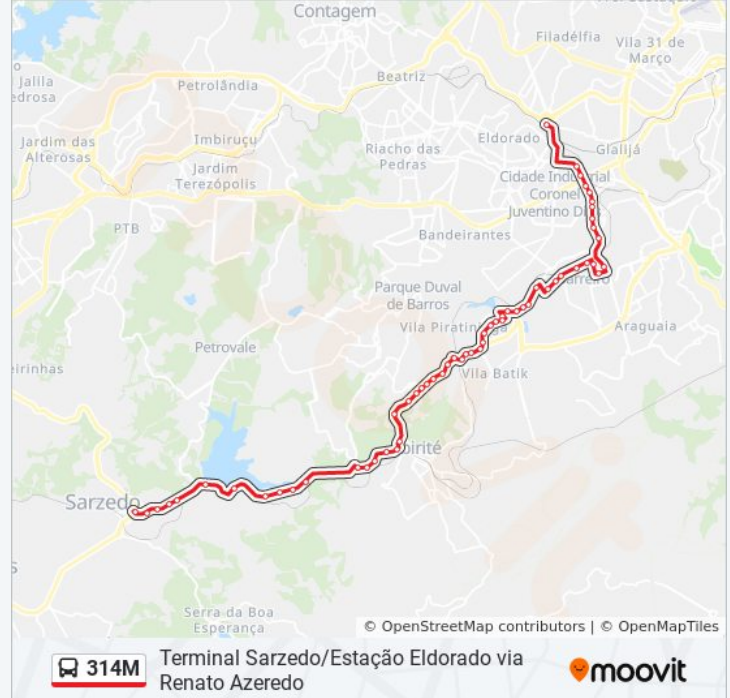 Contagem
Filadélfia
Vila 31 de
Março
Jalila
edrosa
Petrolândia
Beatriz
Jardim das
Alterosas
Imbiruçu
Riacho das
Pedras
Eldorado
Glalijá
Jardim
Terezópolis
Cidade Industrial
Coronel
Juventino Dias
PTB
Bandeirantes
Parque Duval
de Barros
Barreiro
Vila Piratininga
Araguaia
Petrovale
eirinhas
Vila Batik
Ibirité
Sarzedo
Serra da Boa
Esperança
© OpenStreetMap contributors | © OpenMapTiles
314M
Terminal Sarzedo/Estação Eldorado via
Renato Azeredo
moovit